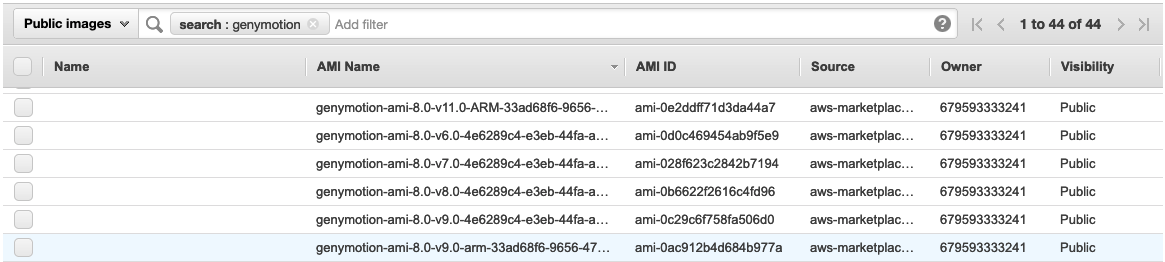 Public images search : genymotion Add filter 1 to 44 of 44
Name AMI Name AMI ID Source Owner Visibility
genymotion-ami-8.0-v11.0-ARM-33ad68f6-9656-... ami-0e2ddff71d3da44a7 aws-marketplac... 679593333241 Public
genymotion-ami-8.0-v6.0-4e6289c4-e3eb-44fa-a... ami-0d0c469454ab9f5e9 aws-marketplac... 679593333241 Public
genymotion-ami-8.0-v7.0-4e6289c4-e3eb-44fa-a... ami-028f623c2842b7194 aws-marketplac... 679593333241 Public
genymotion-ami-8.0-v8.0-4e6289c4-e3eb-44fa-a... ami-0b6622f2616c4fd96 aws-marketplac... 679593333241 Public
genymotion-ami-8.0-v9.0-4e6289c4-e3eb-44fa-a... ami-0c29c6f758fa506d0 aws-marketplac... 679593333241 Public
genymotion-ami-8.0-v9.0-arm-33ad68f6-9656-47... ami-0ac912b4d684b977a aws-marketplac... 679593333241 Public